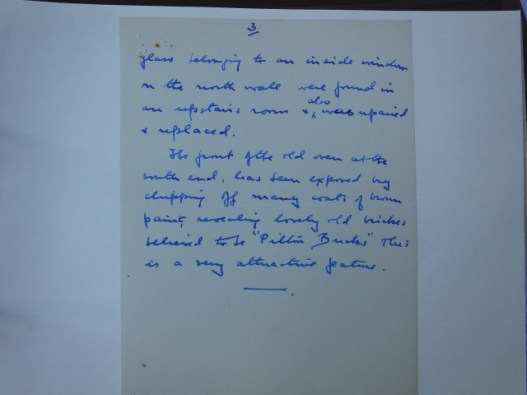 3
glass belonging to an inside window
on the north wall were found in
an upstairs room & also repaired
& replaced.
The front of the old oven at the
south end, has been exposed by
chipping off many coats of brown
paint, revealing lovely old bricks
believed to be " Bricks" This
is a very attractive feature.